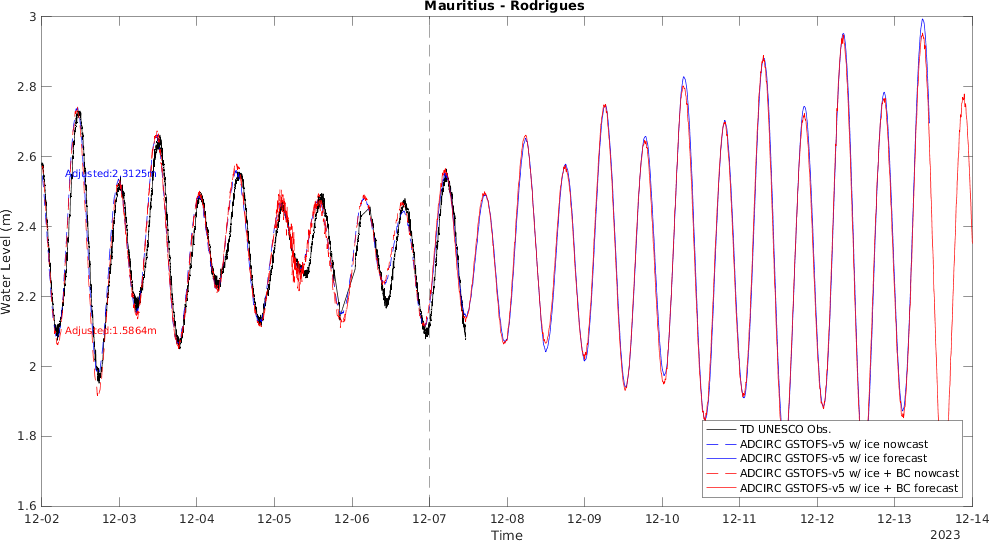 Mauritius - Rodrigues
3
2.8
2.6
2.4
2.2
2
1.8
1.6
Water Level (m)
Adjusted:2.3125m
Adjusted:1.5864m
TD UNESCO Obs.
ADCIRC GSTOFS-v5 w/ ice nowcast
ADCIRC GSTOFS-v5 w/ ice forecast
ADCIRC GSTOFS-v5 w/ ice + BC nowcast
ADCIRC GSTOFS-v5 w/ ice + BC forecast
12-02 12-03 12-04 12-05 12-06 12-07 12-08 12-09 12-10 12-11 12-12 12-13 12-14
Time
2023